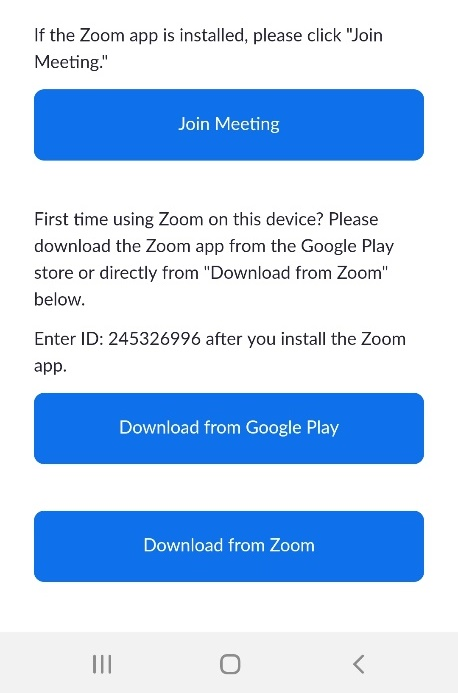 If the Zoom app is installed, please click "Join
Meeting."
Join Meeting
First time using Zoom on this device? Please
download the Zoom app from the Google Play
store or directly from "Download from Zoom"
below.
Enter ID: 245326996 after you install the Zoom
app.
Download from Google Play
Download from Zoom